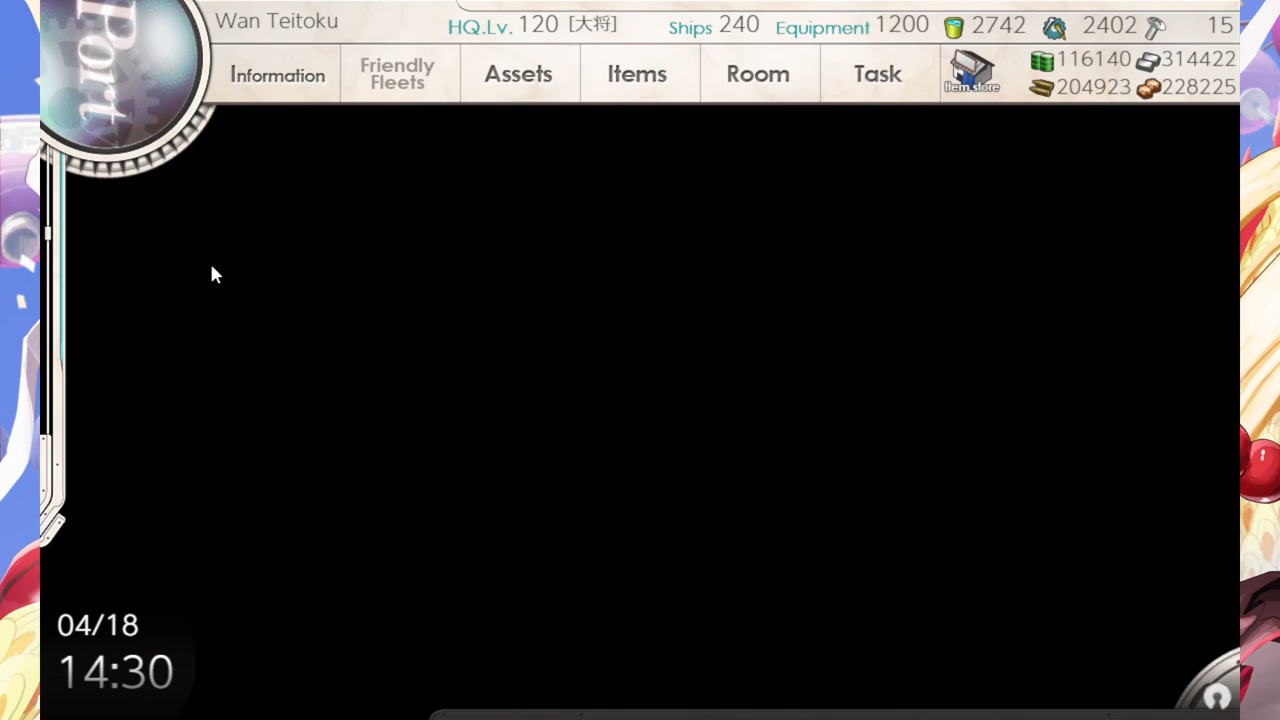 Port
Wan Teitoku
HQ.Lv. 120 [大将]
Ships 240
Equipment 1200
2742
2402
15
Information
Friendly
Fleets
Assets
Items
Room
Task
Item store
116140
314422
204923
228225
04/18
14:30